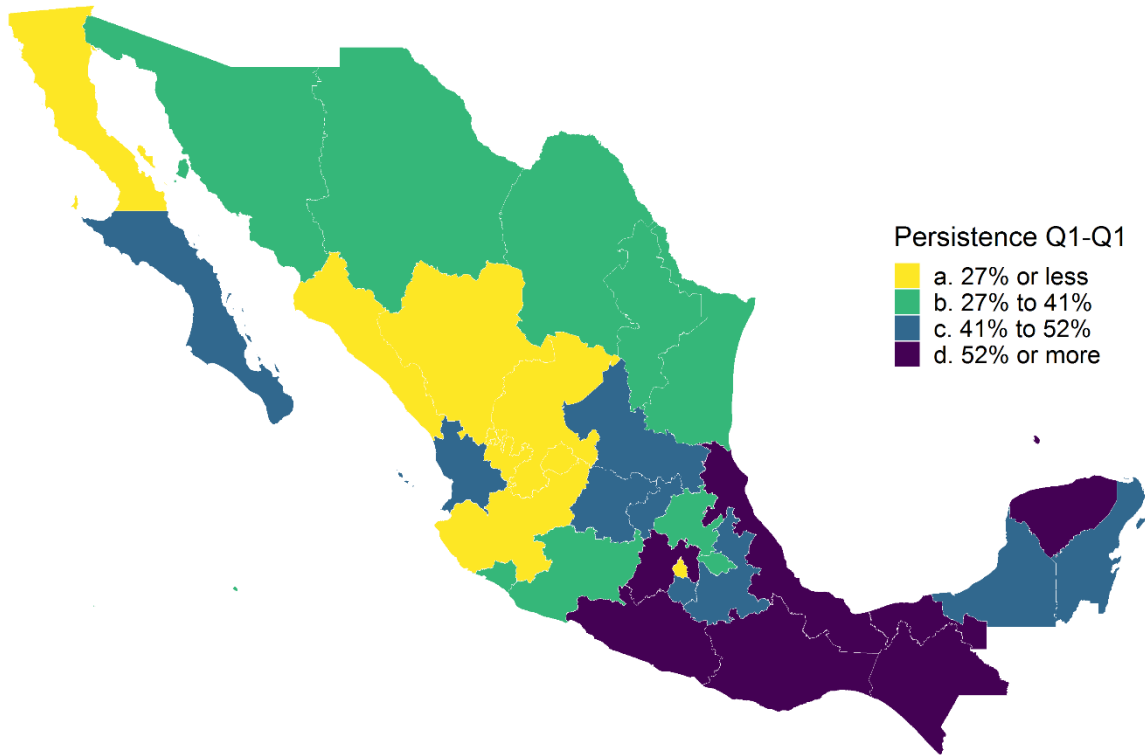 Persistence Q1-Q1
a. 27% or less
b. 27% to 41%
c. 41% to 52%
d. 52% or more